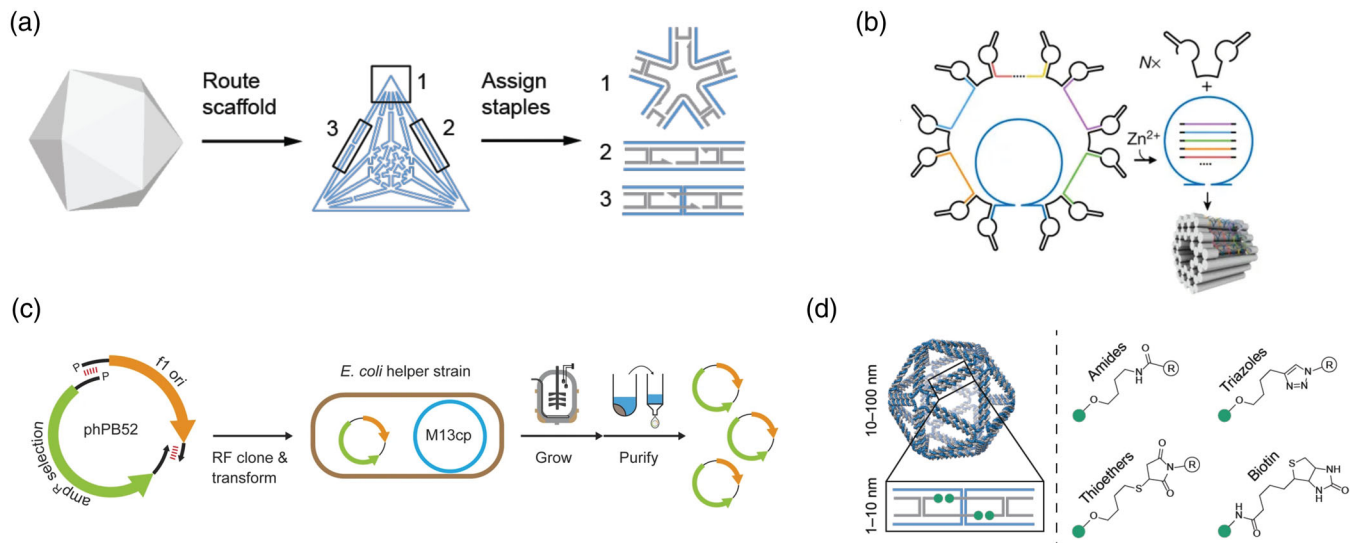 (a)
Route
scaffold
1
3
2
Assign
staples
1
2
3
(b)
N×
+
Zn2+
(c)
P
P
f1 ori
phPB52
ampR selection
RF clone &
transform
E. coli helper strain
M13cp
Grow
Purify
(d)
10–100 nm
1–10 nm
Amides
O
O
N
H
R
Triazoles
O
N
N=N
R
Thioethers
O
S
O
N
O
R
Biotin
N
H
O
S
H
N
N
H
O